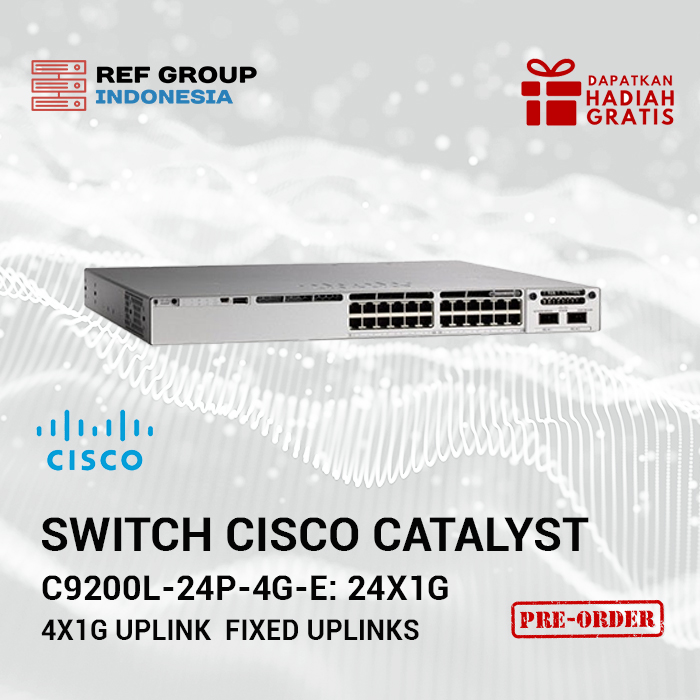 REF GROUP
INDONESIA
DAPATKAN
HADIAH
GRATIS
CISCO
SWITCH CISCO CATALYST
C9200L-24P-4G-E: 24X1G
4X1G UPLINK  FIXED UPLINKS
PRE-ORDER